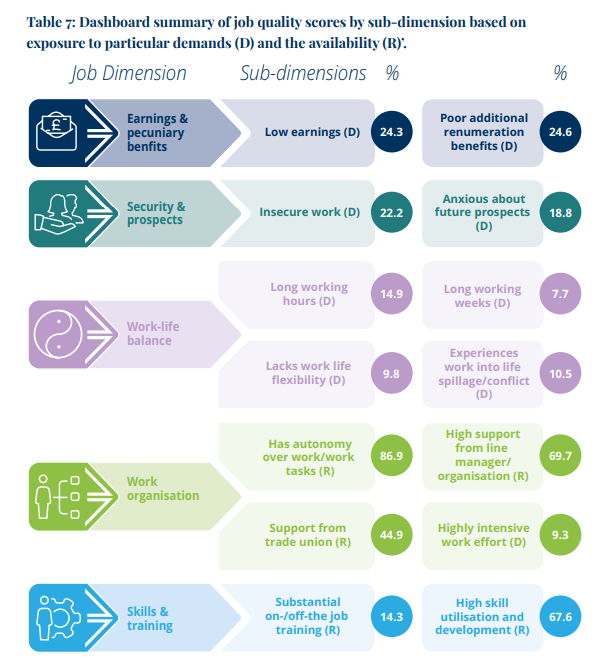 Table 7: Dashboard summary of job quality scores by sub-dimension based on
exposure to particular demands (D) and the availability (R)*.
Job Dimension
Sub-dimensions
%
%
£
Earnings &
pecuniary
benfits
Low earnings (D)
24.3
Poor additional
renumeration
benefits (D)
24.6
Security &
prospects
Insecure work (D)
22.2
Anxious about
future prospects
(D)
18.8
Work-life
balance
Long working
hours (D)
14.9
Long working
weeks (D)
7.7
Lacks work life
flexibility (D)
9.8
Experiences
work into life
spillage/conflict
(D)
10.5
Work
organisation
Has autonomy
over work/work
tasks (R)
86.9
High support
from line
manager/
organisation (R)
69.7
Support from
trade union (R)
44.9
Highly intensive
work effort (D)
9.3
Skills &
training
Substantial
on-/off-the job
training (R)
14.3
High skill
utilisation and
development (R)
67.6